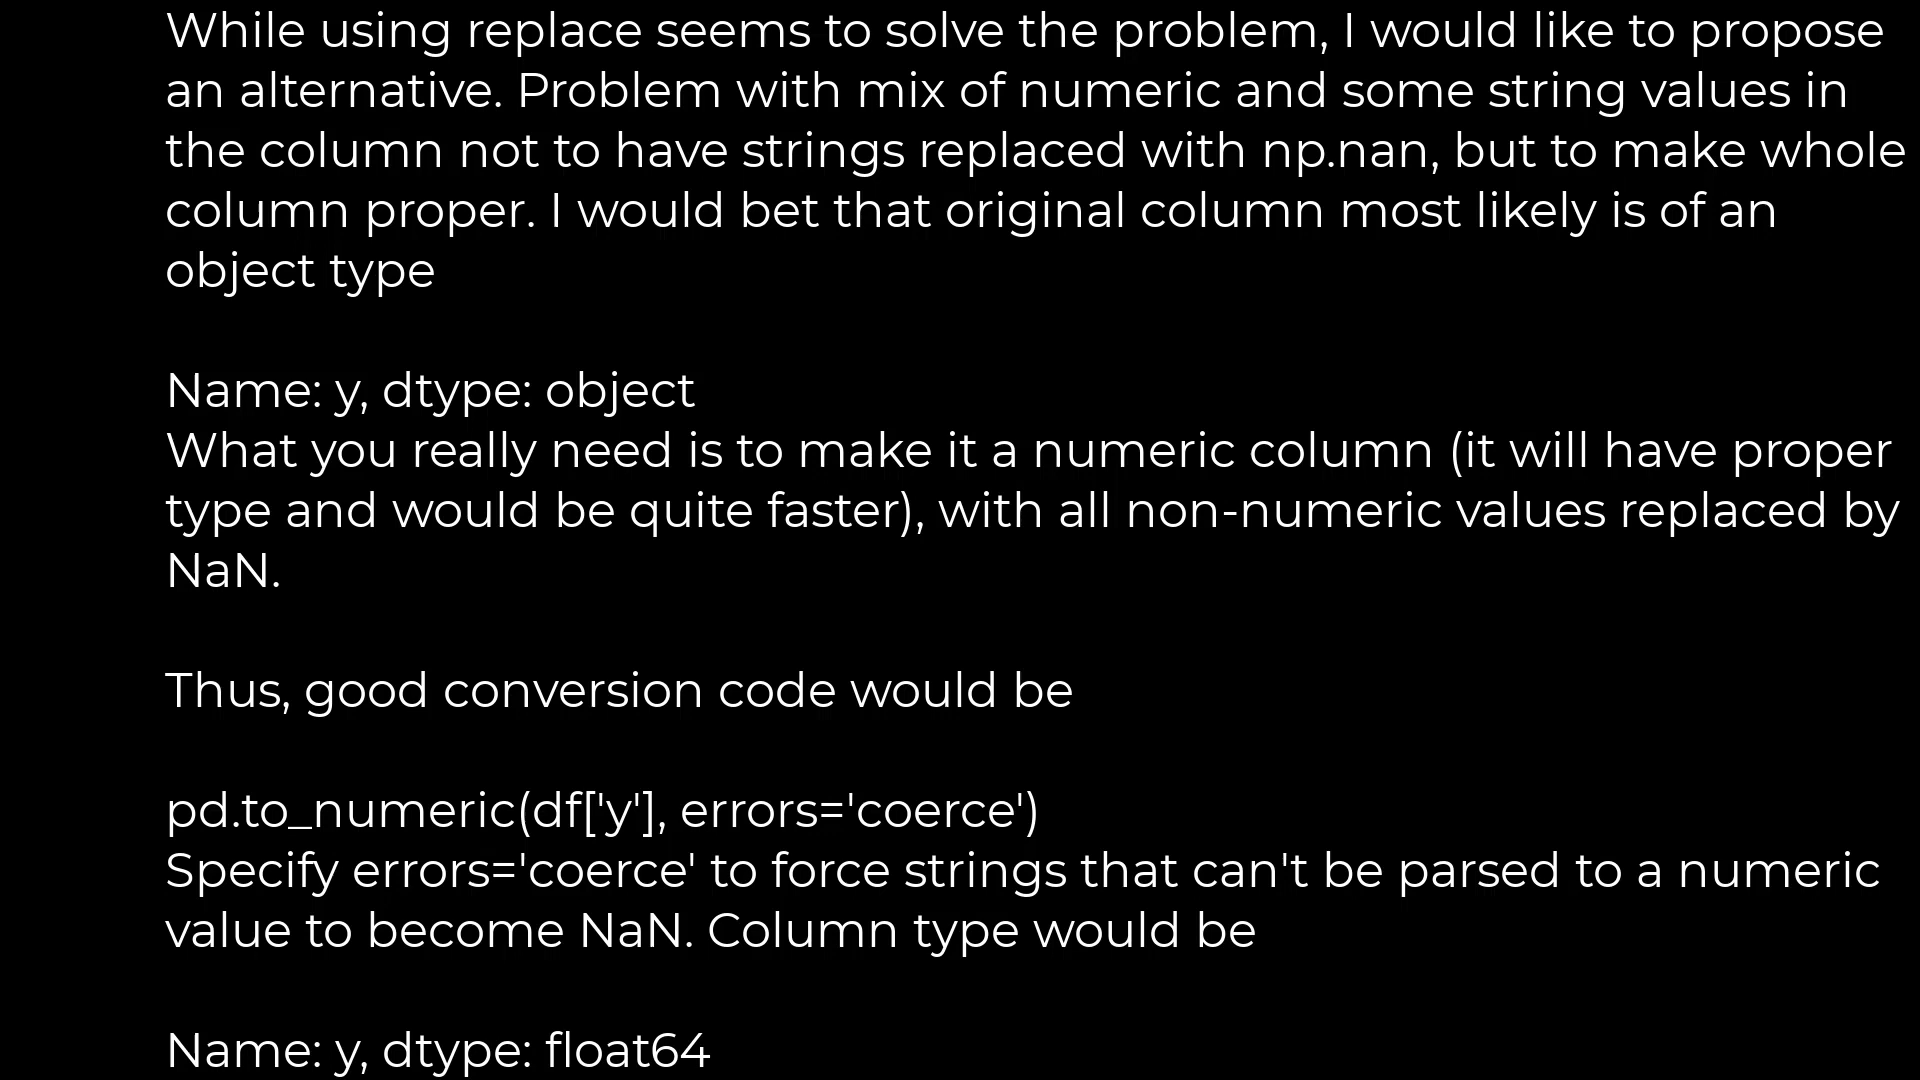 While using replace seems to solve the problem, I would like to propose
an alternative. Problem with mix of numeric and some string values in
the column not to have strings replaced with np.nan, but to make whole
column proper. I would bet that original column most likely is of an
object type
Name: y, dtype: object
What you really need is to make it a numeric column (it will have proper
type and would be quite faster), with all non-numeric values replaced by
NaN.
Thus, good conversion code would be
pd.to_numeric(df['y'], errors='coerce')
Specify errors='coerce' to force strings that can't be parsed to a numeric
value to become NaN. Column type would be
Name: y, dtype: float64